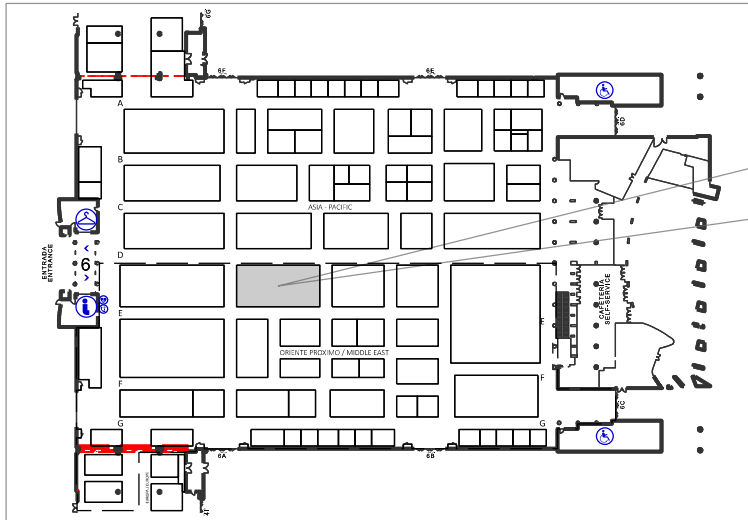 6G
6F
6E
A
6D
B
C
ASIA - PACIFIC
D
ENTRADA
ENTRANCE
6
CAFETERIA
SELF-SERVICE
E
E
ORIENTE PROXIMO / MIDDLE EAST
F
F
6C
G
G
6A
6B